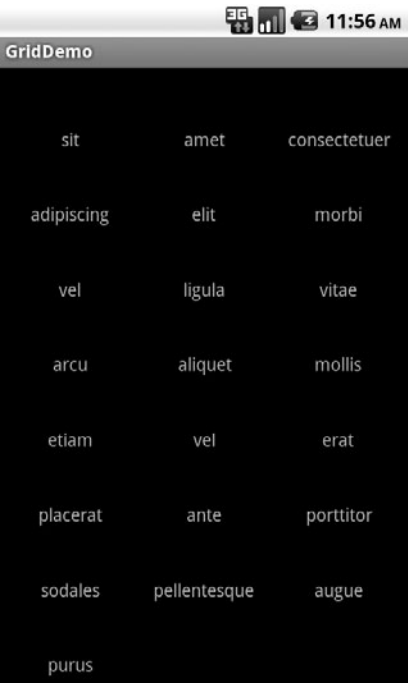 3G 11:56 AM
GridDemo
sit amet consectetuer
adipiscing elit morbi
vel ligula vitae
arcu aliquet mollis
etiam vel erat
placerat ante porttitor
sodales pellentesque augue
purus